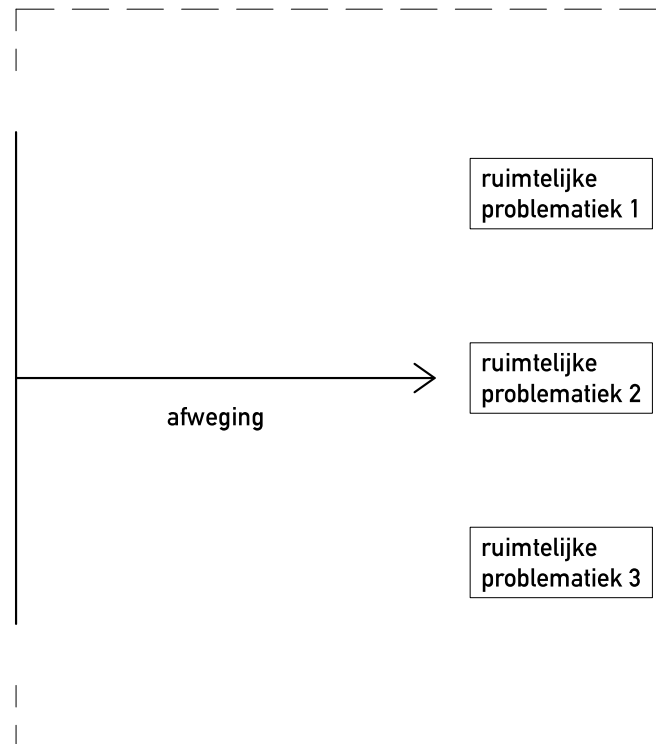 ruimtelijke
problematiek 1
ruimtelijke
problematiek 2
afweging
ruimtelijke
problematiek 3